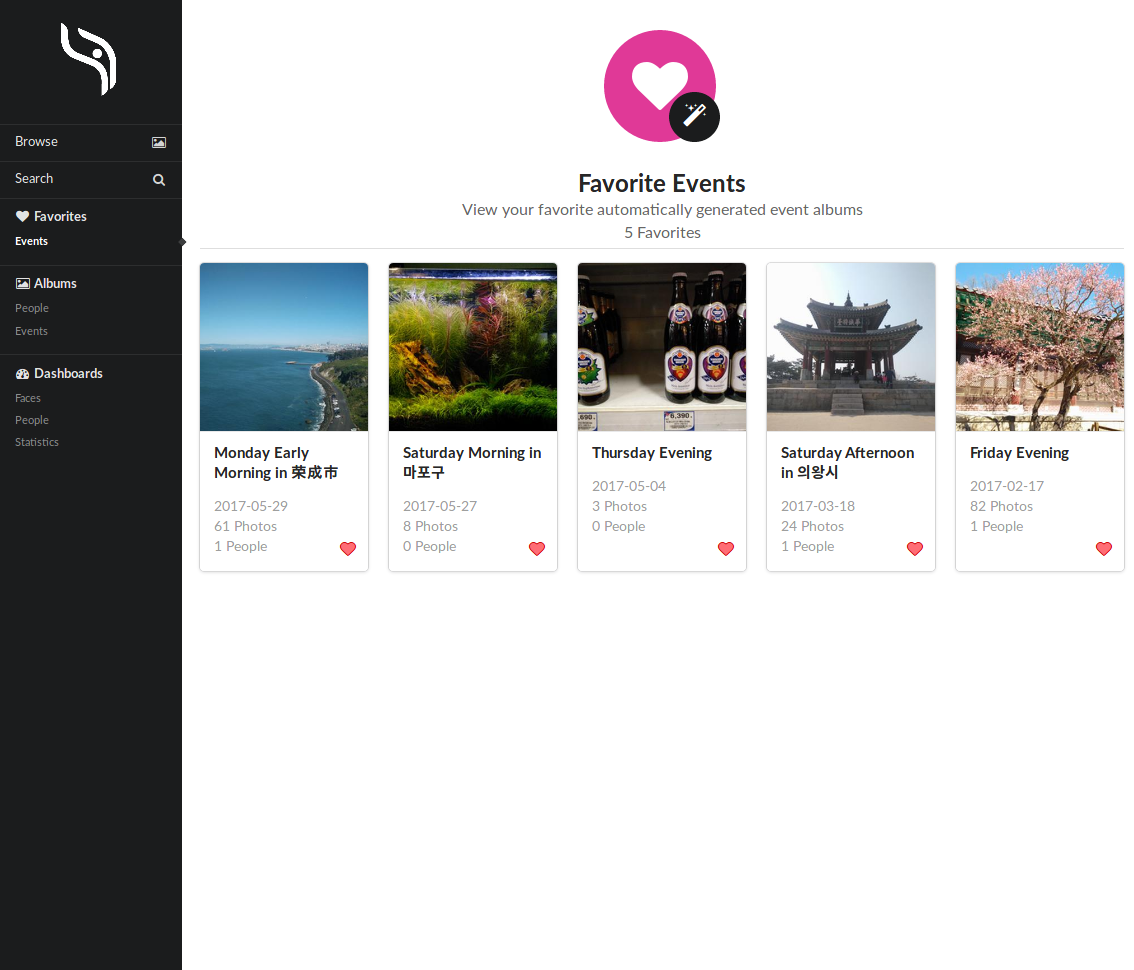 Browse
Search
Favorites
Events
Albums
People
Events
Dashboards
Faces
People
Statistics
Favorite Events
View your favorite automatically generated event albums
5 Favorites
Monday Early
Morning in 荣成市
2017-05-29
61 Photos
1 People
Saturday Morning in
마포구
2017-05-27
8 Photos
0 People
6,390
Thursday Evening
2017-05-04
3 Photos
0 People
Saturday Afternoon
in 의왕시
2017-03-18
24 Photos
1 People
Friday Evening
2017-02-17
82 Photos
1 People